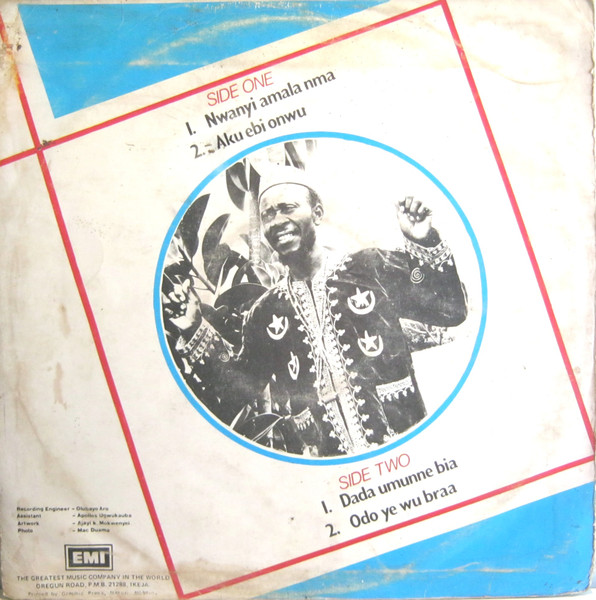 SIDE ONE
1. Nwanyi amala nma
2. Aku ebi onwu
SIDE TWO
1. Dada umunne bia
2. Odo ye wu braa
Recording Engineer -
Assistant -
Artwork -
Photo -
EMI
THE GREATEST MUSIC COMPANY IN THE WORLD
OREGUN ROAD, P.M.B. 21289, IKEJA.